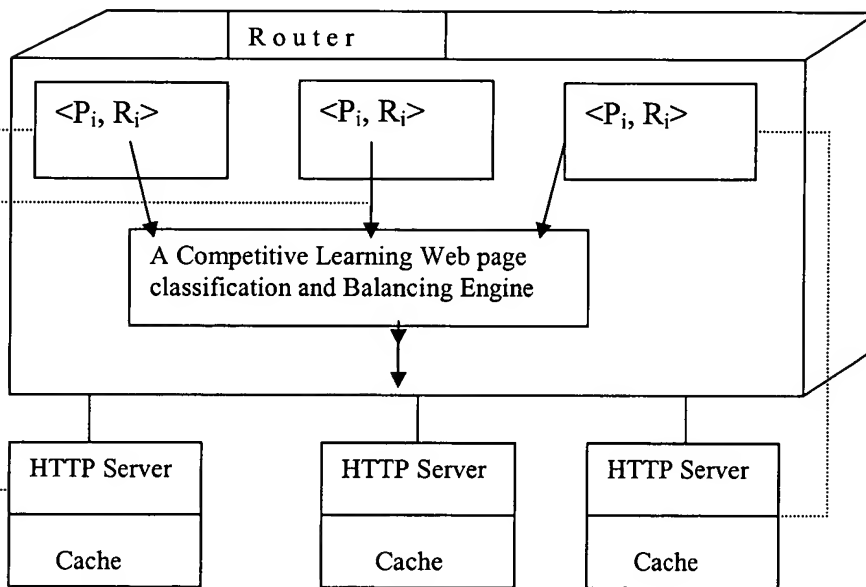 Router
<Pi, Ri>
<Pi, Ri>
<Pi, Ri>
A Competitive Learning Web page
classification and Balancing Engine
HTTP Server
HTTP Server
HTTP Server
Cache
Cache
Cache